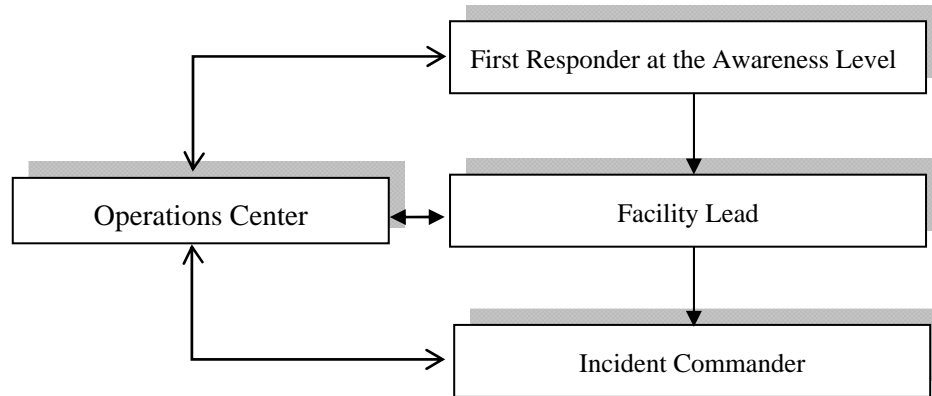 First Responder at the Awareness Level
Operations Center
Facility Lead
Incident Commander